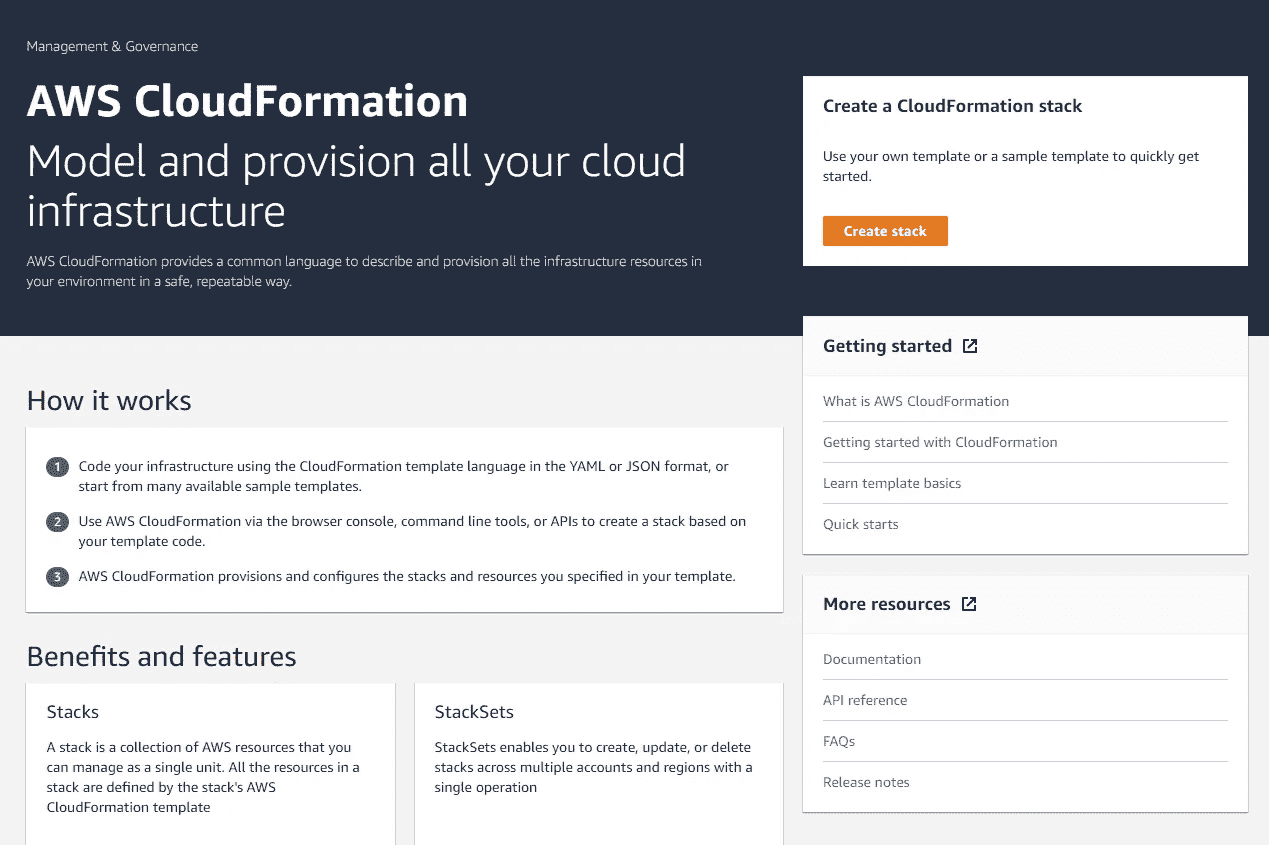 Management & Governance
AWS CloudFormation
Model and provision all your cloud
infrastructure
AWS CloudFormation provides a common language to describe and provision all the infrastructure resources in
your environment in a safe, repeatable way.
Create a CloudFormation stack
Use your own template or a sample template to quickly get
started.
Create stack
How it works
1 Code your infrastructure using the CloudFormation template language in the YAML or JSON format, or
start from many available sample templates.
2 Use AWS CloudFormation via the browser console, command line tools, or APIs to create a stack based on
your template code.
3 AWS CloudFormation provisions and configures the stacks and resources you specified in your template.
Benefits and features
Stacks
A stack is a collection of AWS resources that you
can manage as a single unit. All the resources in a
stack are defined by the stack's AWS
CloudFormation template
StackSets
StackSets enables you to create, update, or delete
stacks across multiple accounts and regions with a
single operation
Getting started
What is AWS CloudFormation
Getting started with CloudFormation
Learn template basics
Quick starts
More resources
Documentation
API reference
FAQs
Release notes